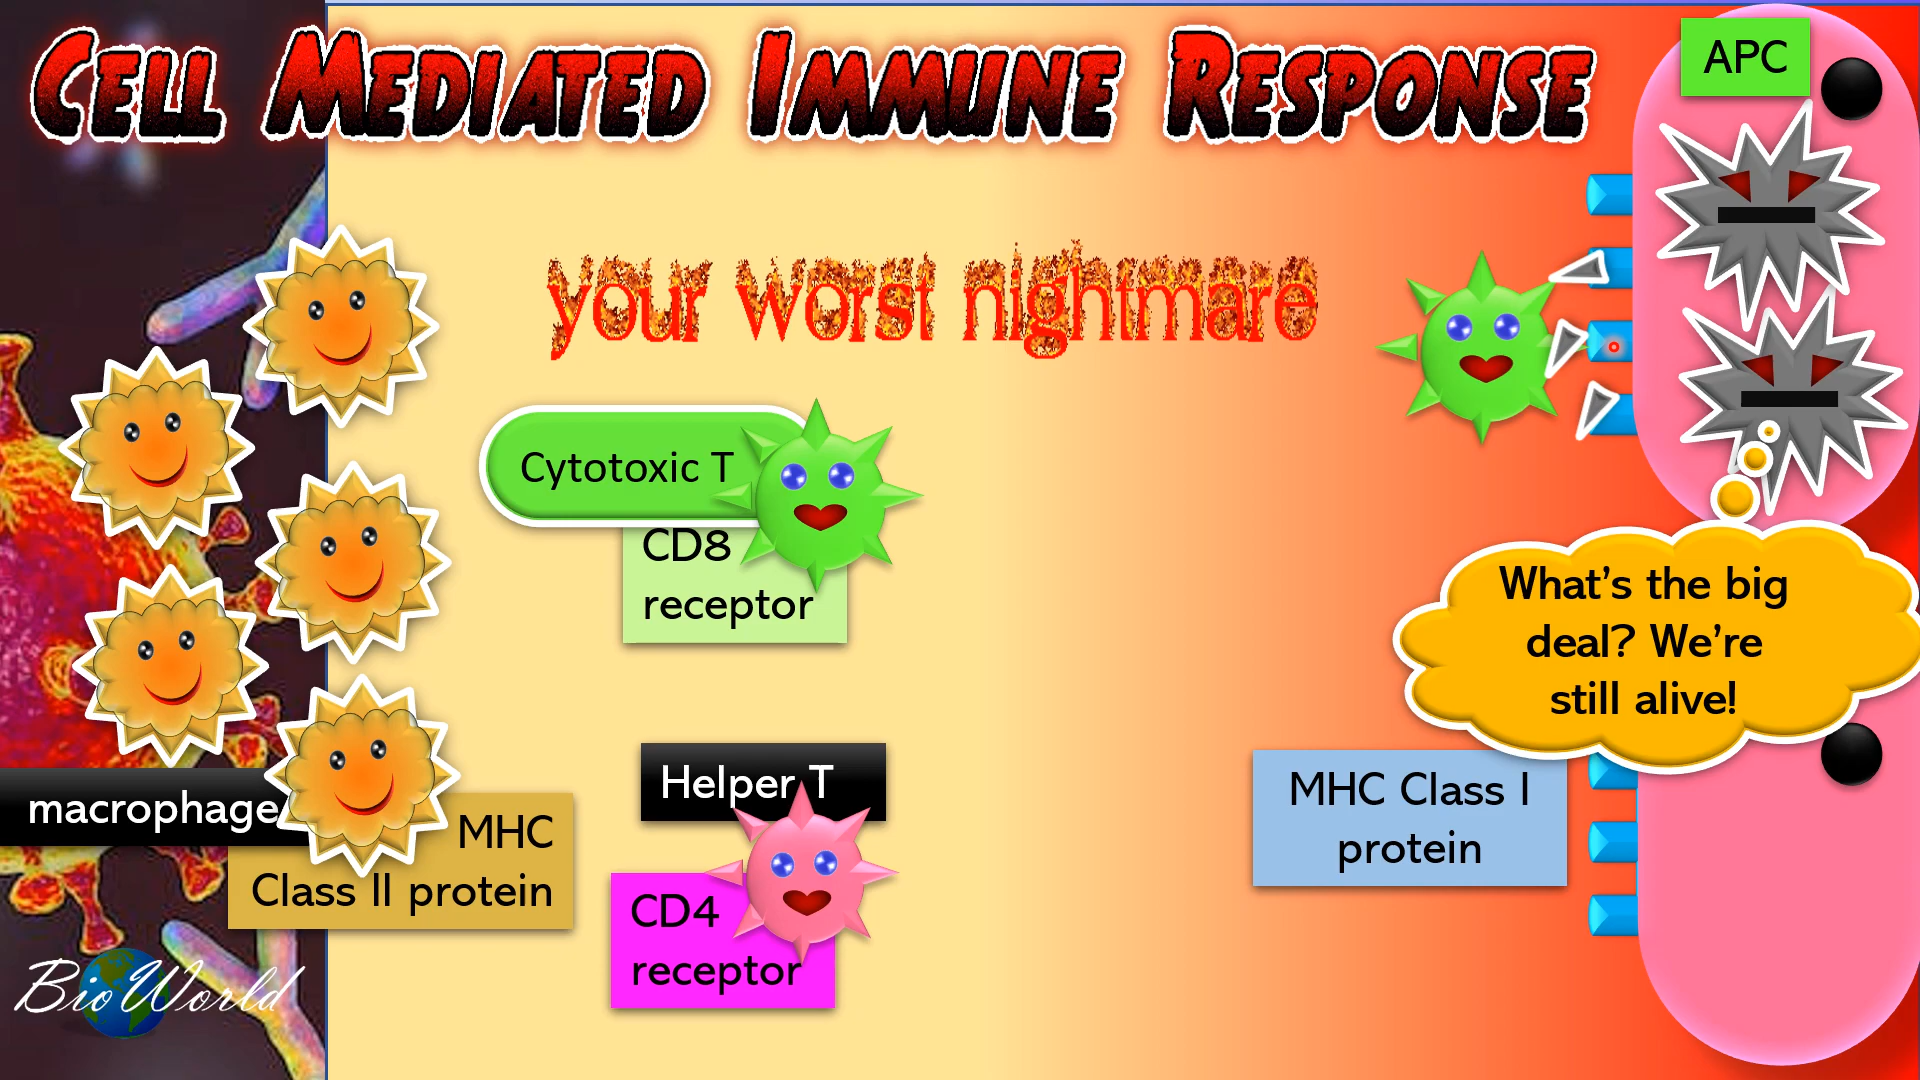 Cell Mediated Immune Response
APC
your worst nightmare
Cytotoxic T
CD8
receptor
What's the big
deal? We're
still alive!
Helper T
macrophage
MHC
Class II protein
MHC Class I
protein
CD4
receptor
BioWorld